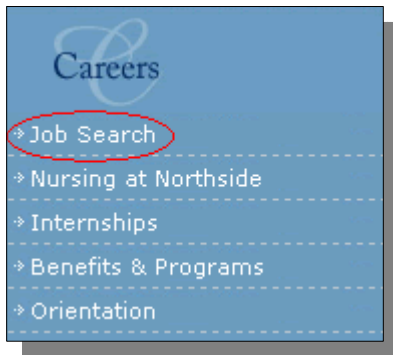 Careers
Job Search
Nursing at Northside
Internships
Benefits & Programs
Orientation